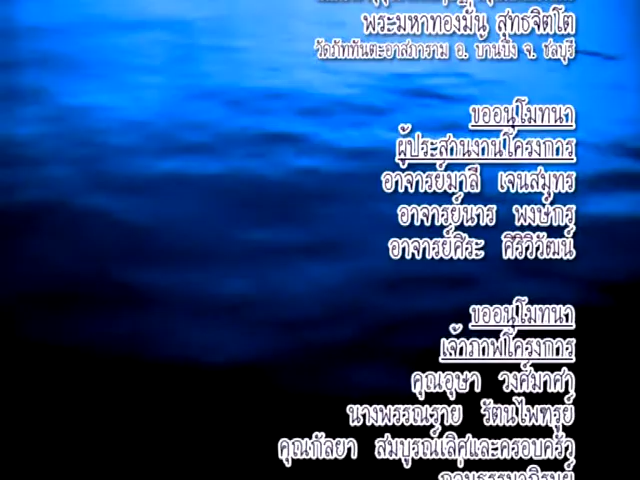 พระมหาทองมั่น สุทธจิตโต
วัดภัททันตะอาสภาราม อ. บ้านบึง จ. ชลบุรี
ขออนุโมทนา
ผู้ประสานงานโครงการ
อาจารย์มาลี เจนสมุทร
อาจารย์นาร พงษ์กร
อาจารย์ศิระ ศิริวิวัฒน์
ขออนุโมทนา
เจ้าภาพโครงการ
คุณอุษา วงศ์มาศา
นางพรรณราย รัตนไพฑูรย์
คุณกัลยา สมบูรณ์เลิศและครอบครัว